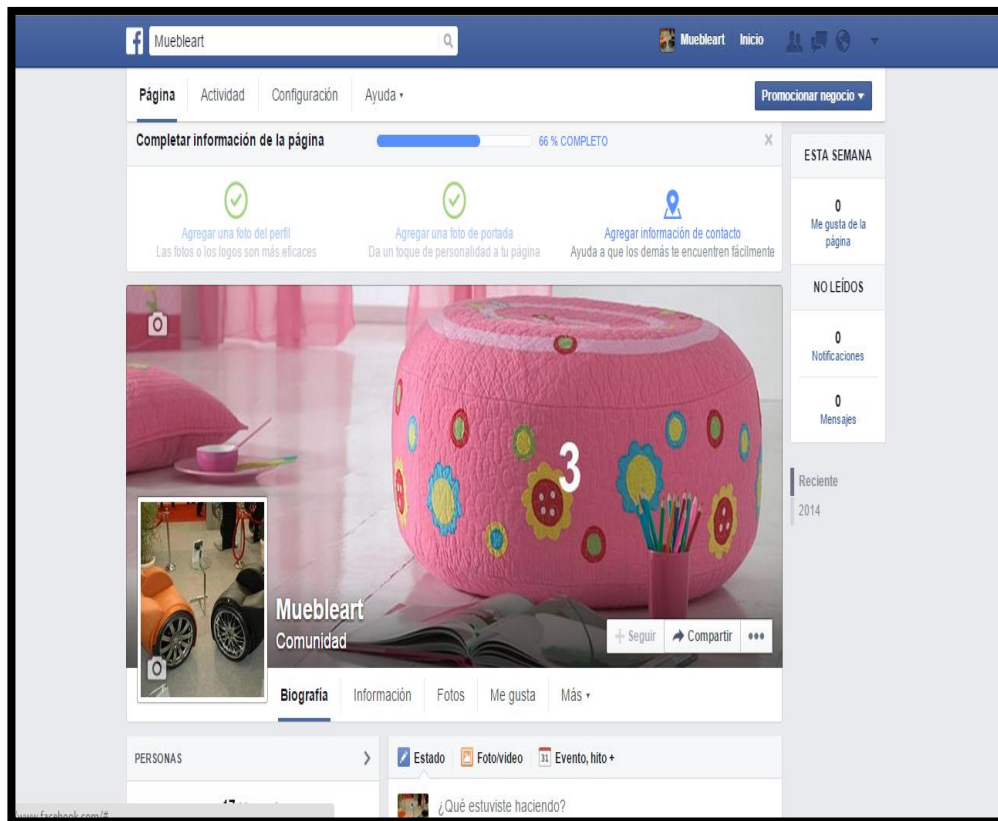 Muebleart
Muebleart Inicio
Página Actividad Configuración Ayuda
Promocionar negocio
Completar información de la página
66 % COMPLETO
Agregar una foto del perfil
Las fotos o los logos son más eficaces
Agregar una foto de portada
Da un toque de personalidad a tu página
Agregar información de contacto
Ayuda a que los demás te encuentren fácilmente
ESTA SEMANA
0
Me gusta de la
página
NO LEÍDOS
0
Notificaciones
0
Mensajes
Reciente
2014
3
Muebleart
Comunidad
Seguir Compartir
Biografía Información Fotos Me gusta Más
PERSONAS
Estado Foto/video 31 Evento, hito +
¿Qué estuviste haciendo?